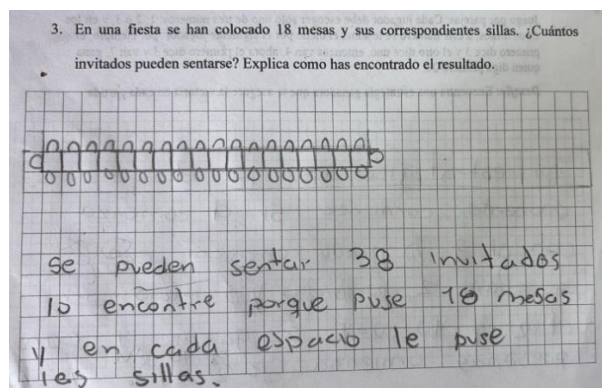 3. En una fiesta se han colocado 18 mesas y sus correspondientes sillas. ¿Cuántos
invitados pueden sentarse? Explica como has encontrado el resultado.
se pueden sentar 38 invitados
lo encontre porque puse 18 mesas
y en cada espacio le puse
las sillas.